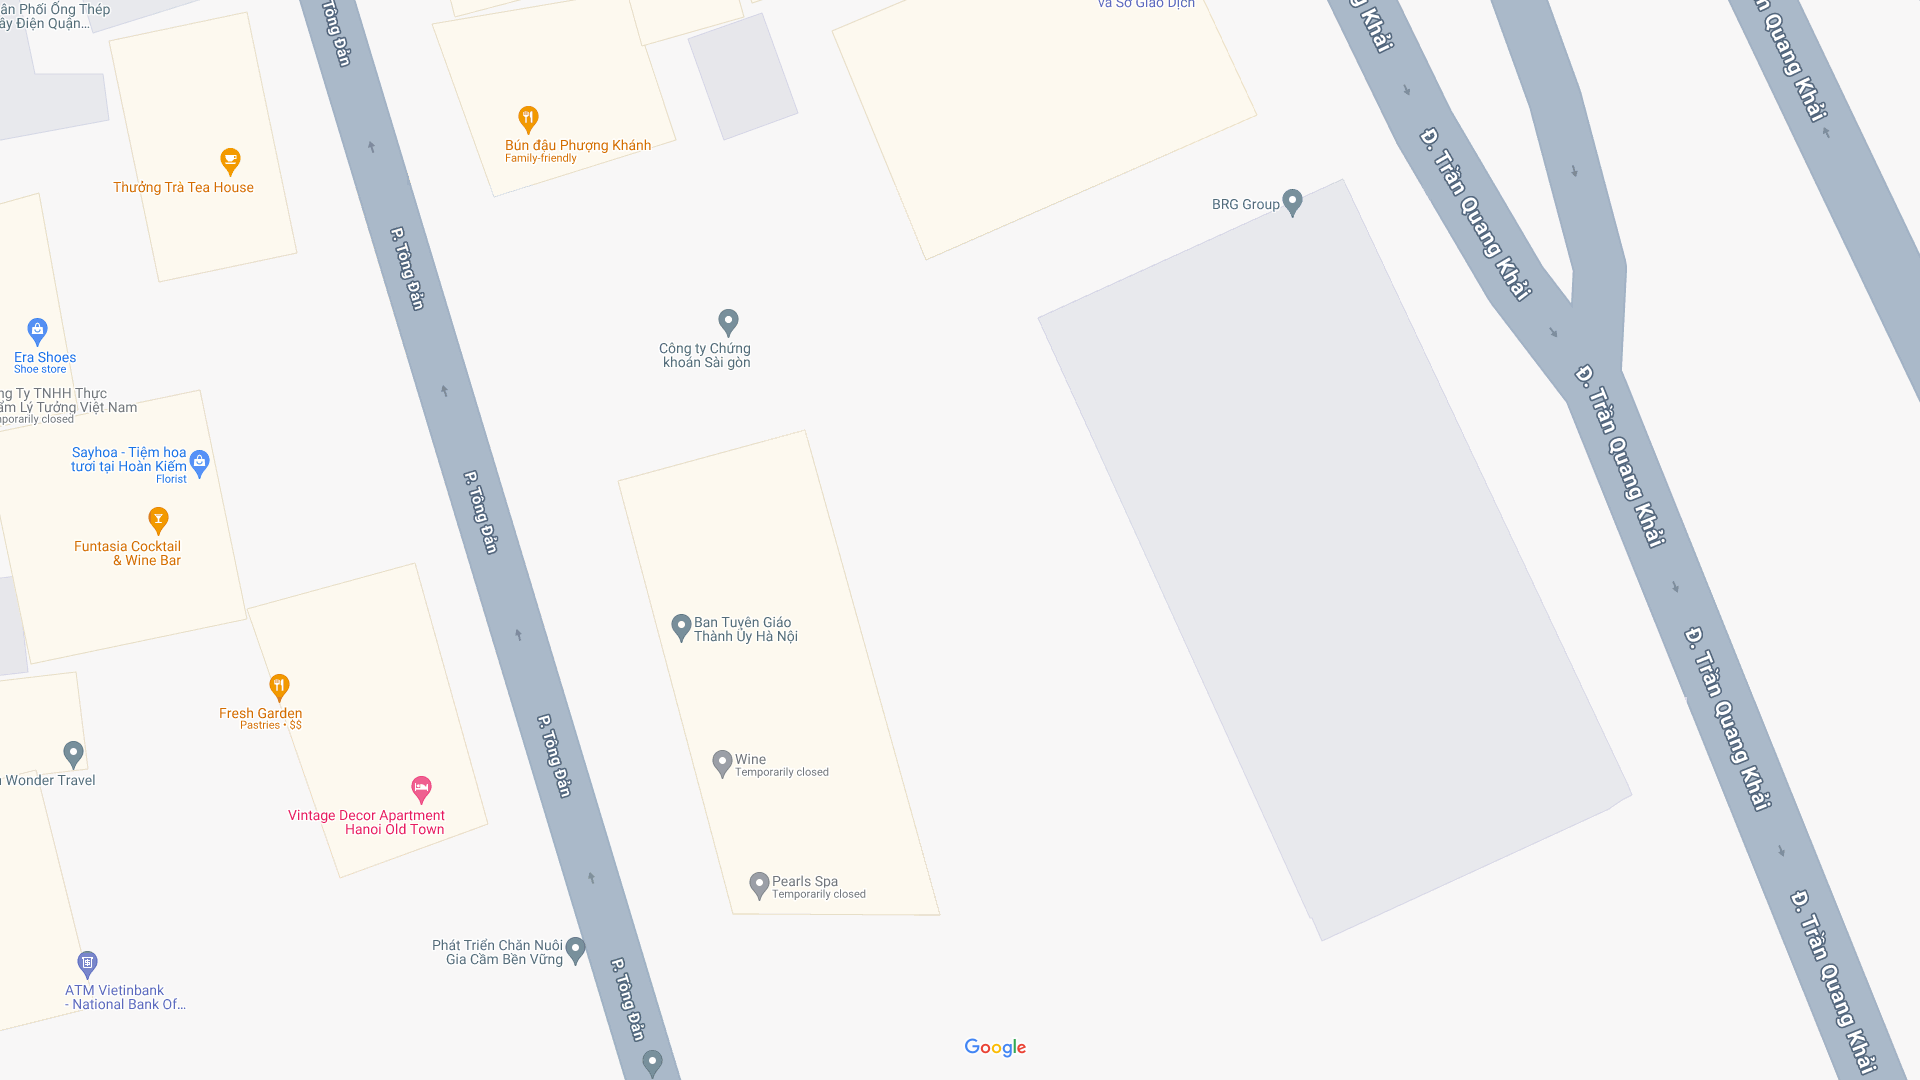 ân Phối Ống Thép
ây Điện Quận...
và Sở Giao Dịch
P. Tông Đản
Đ. Trần Quang Khải
Đ. Trần Quang Khải
Bún đậu Phượng Khánh
Family-friendly
Thưởng Trà Tea House
BRG Group
Đ. Trần Quang Khải
P. Tông Đản
Công ty Chứng
khoán Sài gòn
Era Shoes
Shoe store
ng Ty TNHH Thực
ẩm Lý Tưởng Việt Nam
mporarily closed
Đ. Trần Quang Khải
Sayhoa - Tiệm hoa
tươi tại Hoàn Kiếm
Florist
P. Tông Đản
Funtasia Cocktail
& Wine Bar
Ban Tuyên Giáo
Thành Ủy Hà Nội
Đ. Trần Quang Khải
Fresh Garden
Pastries • $$
P. Tông Đản
Wine
Temporarily closed
Wonder Travel
Vintage Decor Apartment
Hanoi Old Town
Pearls Spa
Temporarily closed
Phát Triển Chăn Nuôi
Gia Cầm Bền Vững
ATM Vietinbank
- National Bank Of...
P. Tông Đản
Đ. Trần Quang Khải
Google